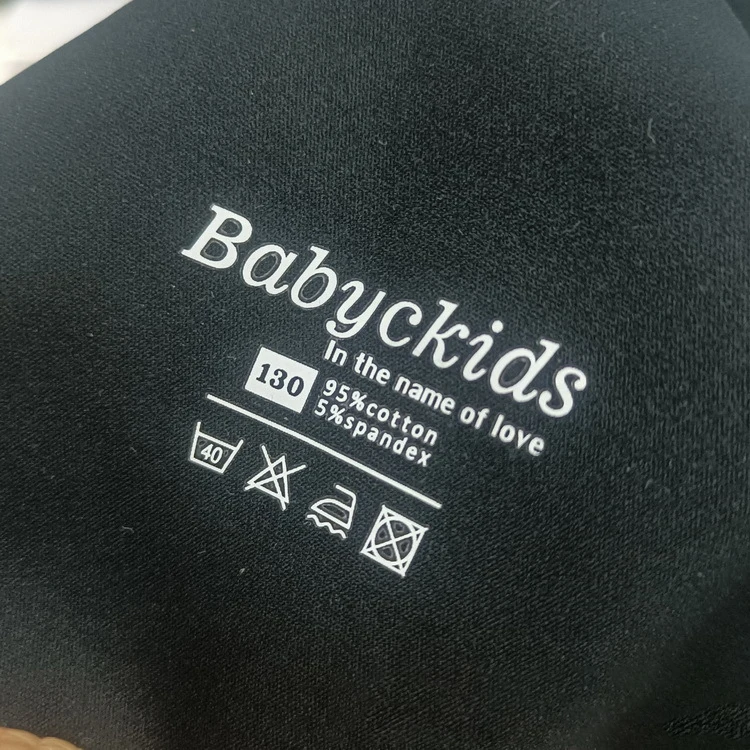 Babyckids
In the name of love
130
95%cotton
5%spandex
40